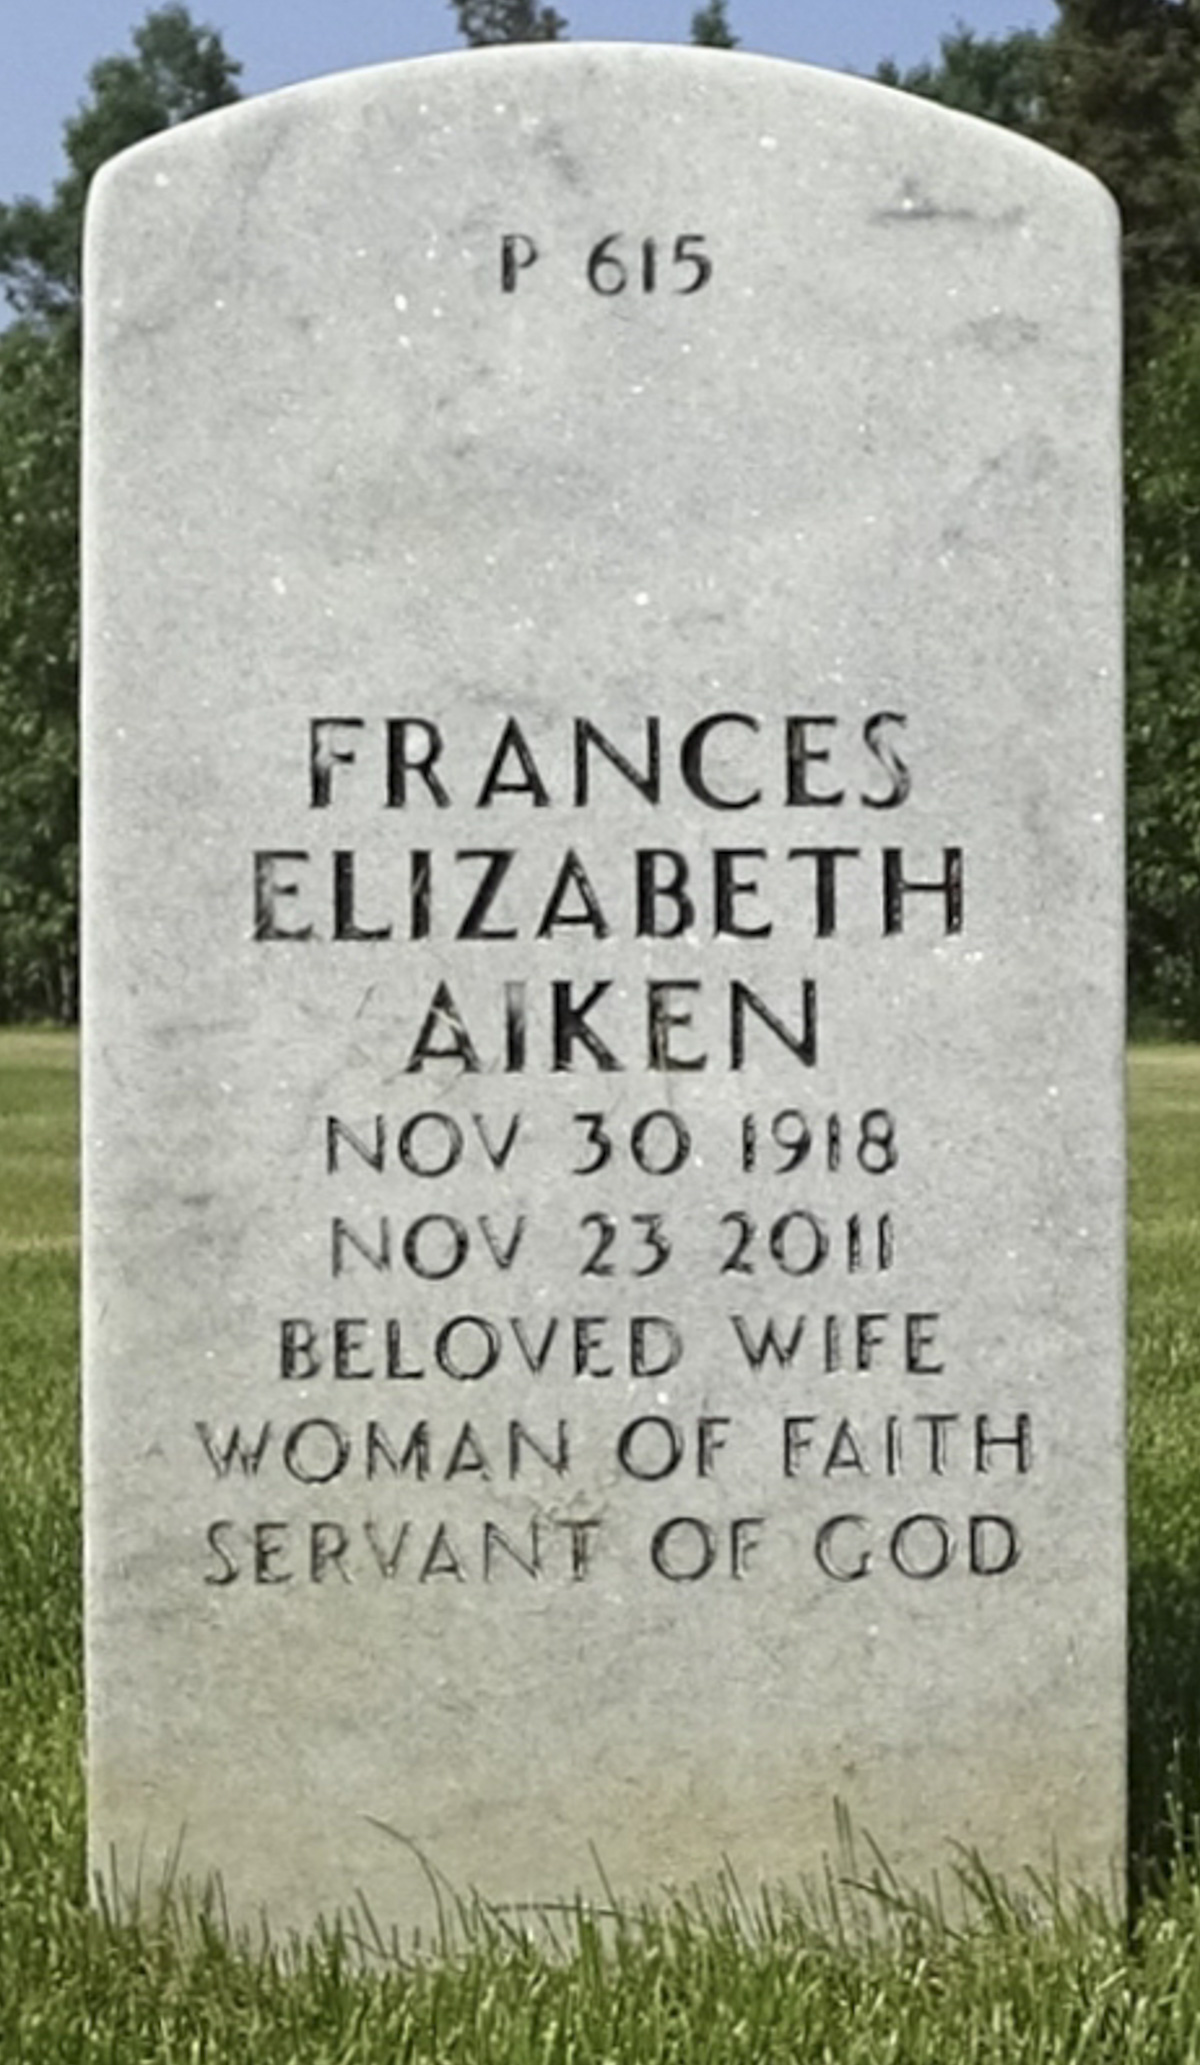 P 615
FRANCES
ELIZABETH
AIKEN
NOV 30 1918
NOV 23 2011
BELOVED WIFE
WOMAN OF FAITH
SERVANT OF GOD